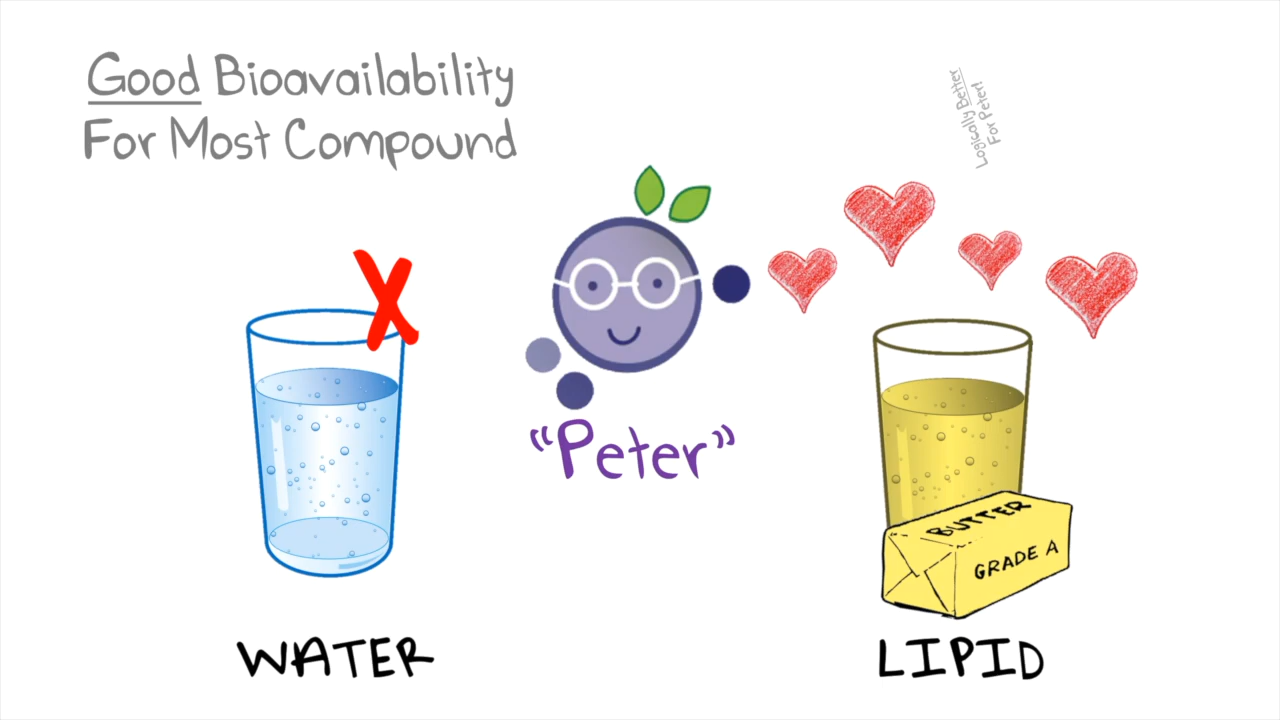 Good Bioavailability
For Most Compound
Logically Better
For Peter!
"Peter"
BUTTER
GRADE A
WATER
LIPID